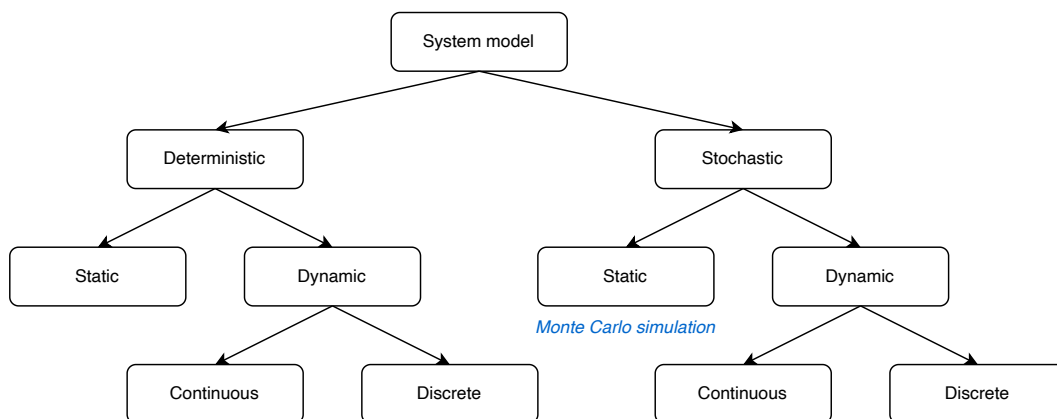 System model
Deterministic
Stochastic
Static
Dynamic
Static
Dynamic
Monte Carlo simulation
Continuous
Discrete
Continuous
Discrete